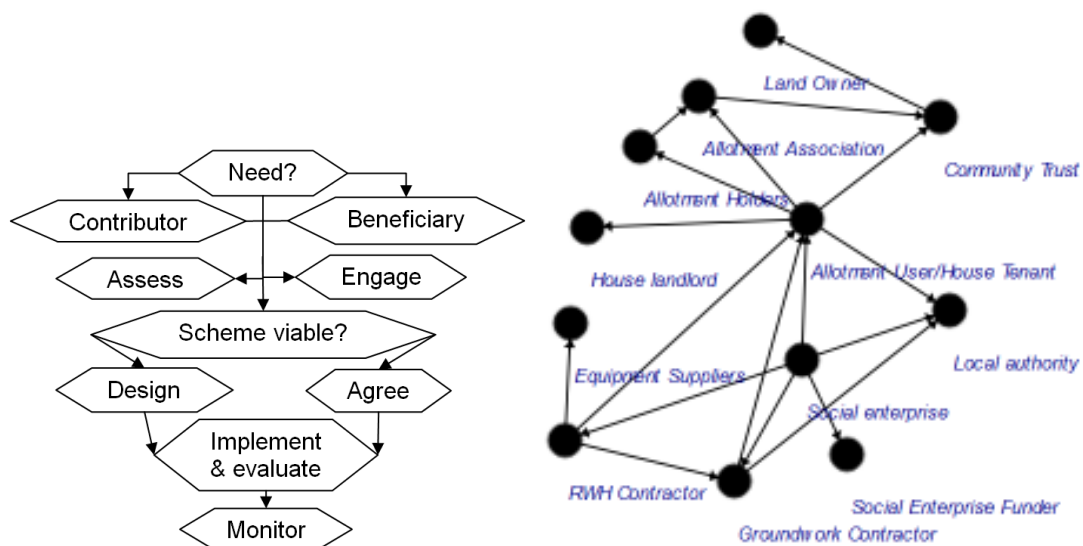 Need?
Contributor
Beneficiary
Assess
Engage
Scheme viable?
Design
Agree
Implement
& evaluate
Monitor
Land Owner
Allotment Association
Community Trust
Allotment Holders
House landlord
Allotment User/House Tenant
Equipment Suppliers
Local authority
Social enterprise
RWH Contractor
Social Enterprise Funder
Groundwork Contractor